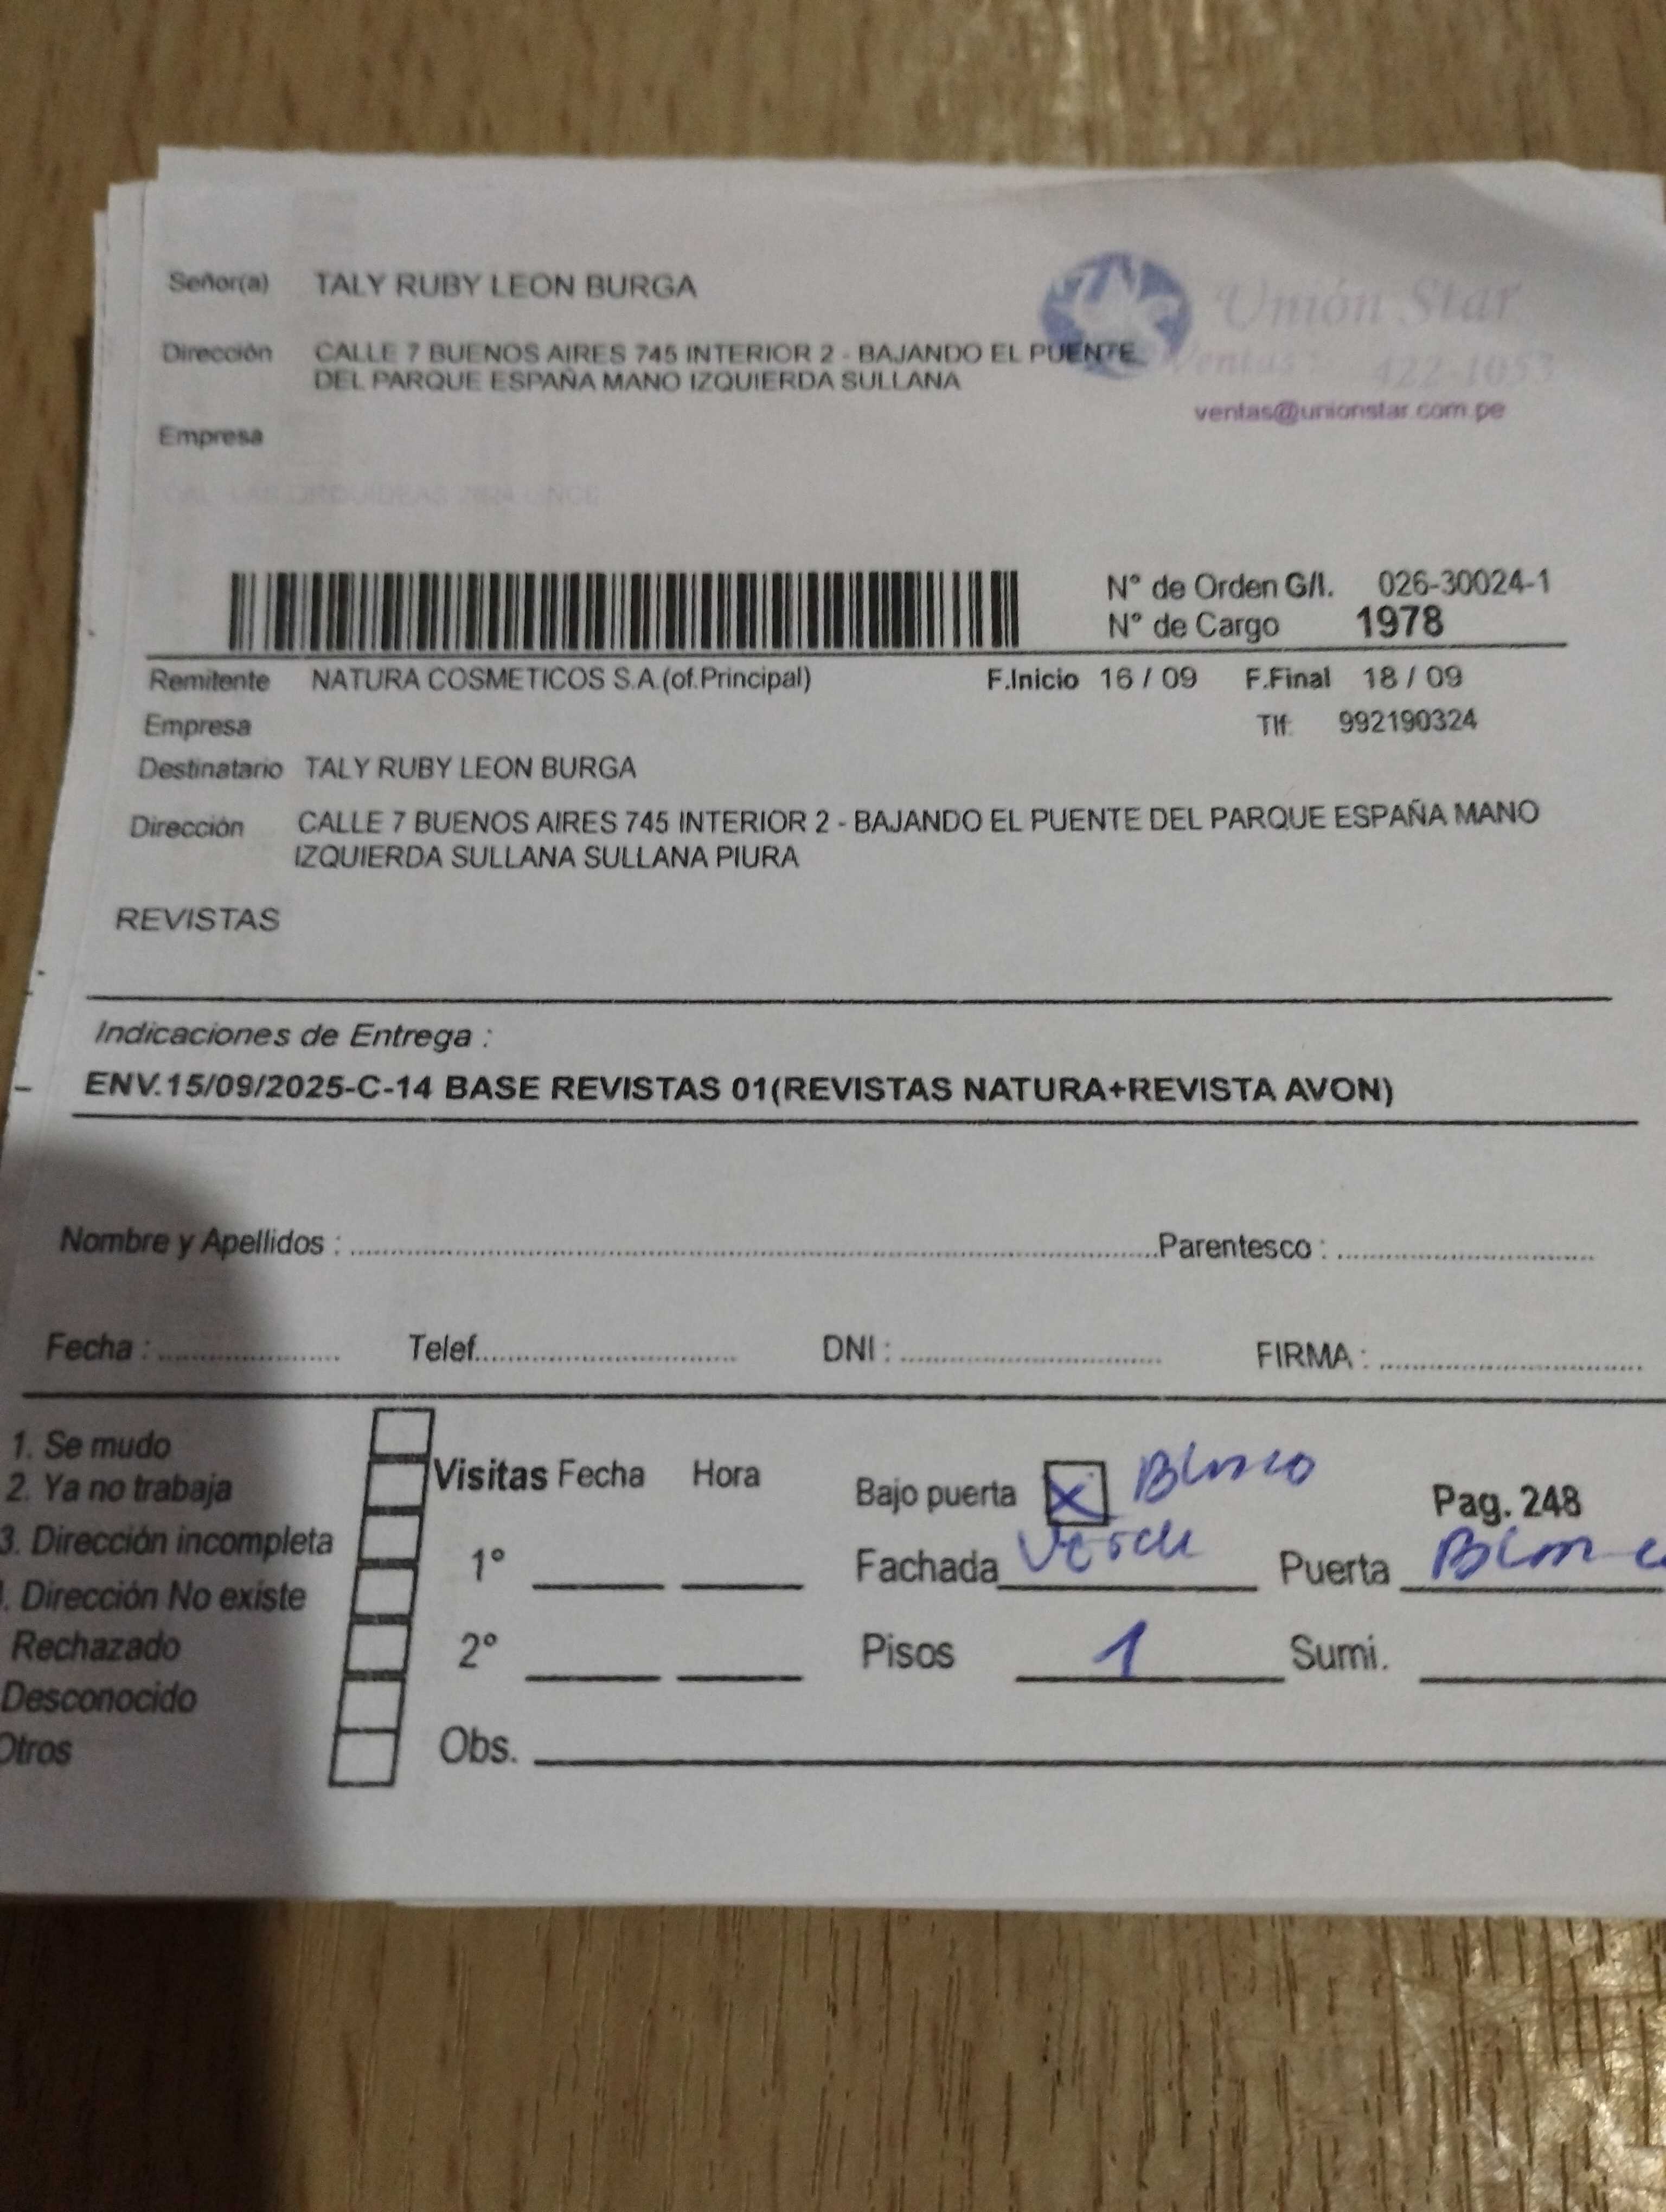 Señor(a) TALY RUBY LEON BURGA
Unión Star
Dirección CALLE 7 BUENOS AIRES 745 INTERIOR 2 - BAJANDO EL PUENTE
DEL PARQUE ESPAÑA MANO IZQUIERDA SULLANA
Ventas: 422-1053
ventas@unionstar.com.pe
Empresa
N° de Orden G/I. 026-30024-1
N° de Cargo 1978
Remitente NATURA COSMETICOS S.A.(of.Principal) F.Inicio 16 / 09 F.Final 18 / 09
Empresa Tlf: 992190324
Destinatario TALY RUBY LEON BURGA
Dirección CALLE 7 BUENOS AIRES 745 INTERIOR 2 - BAJANDO EL PUENTE DEL PARQUE ESPAÑA MANO
IZQUIERDA SULLANA SULLANA PIURA
REVISTAS
Indicaciones de Entrega :
ENV.15/09/2025-C-14 BASE REVISTAS 01(REVISTAS NATURA+REVISTA AVON)
Nombre y Apellidos : Parentesco :
Fecha : Telef. DNI : FIRMA :
1. Se mudo
2. Ya no trabaja
3. Dirección incompleta
. Dirección No existe
Rechazado
Desconocido
Otros
Visitas Fecha Hora
1°
2°
Obs.
Bajo puerta X Blanco
Pag. 248
Fachada Verde Puerta
Pisos 1 Sumi.